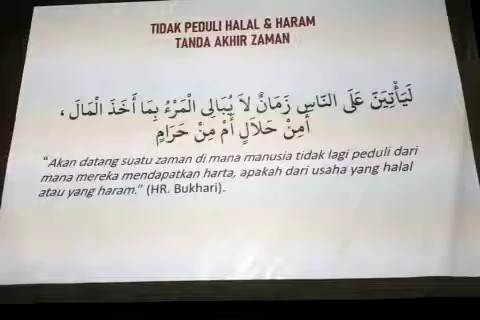 TIDAK PEDULI HALAL & HARAM
TANDA AKHIR ZAMAN
لَيَأْتِيَنَّ عَلَى النَّاسِ زَمَانٌ لاَ يُبَالِى الْمَرْءُ بِمَا أَخَذَ الْمَالَ ،
أَمِنْ حَلاَلٍ أَمْ مِنْ حَرَامٍ
"Akan datang suatu zaman di mana manusia tidak lagi peduli dari
mana mereka mendapatkan harta, apakah dari usaha yang halal
atau yang haram." (HR. Bukhari).